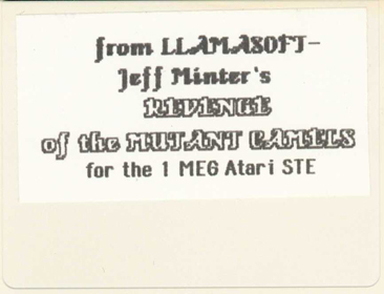 from LLAMASOFT-
Jeff Minter's
REVENGE
of the MUTANT CAMELS
for the 1 MEG Atari STE